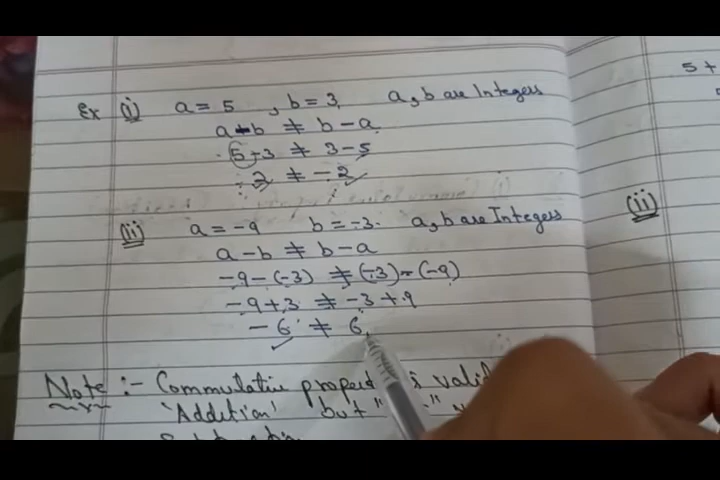 Ex (i) a = 5 , b = 3, a, b are Integers
a - b ≠ b - a
5 - 3 ≠ 3 - 5
2 ≠ - 2
(ii) a = -9 b = -3. a, b are Integers
a - b ≠ b - a
-9 - (-3) ≠ (-3) - (-9)
-9 + 3 ≠ -3 + 9
- 6 ≠ 6
Note :- Commutative valid
'Addition' but "
5 +
(ii)